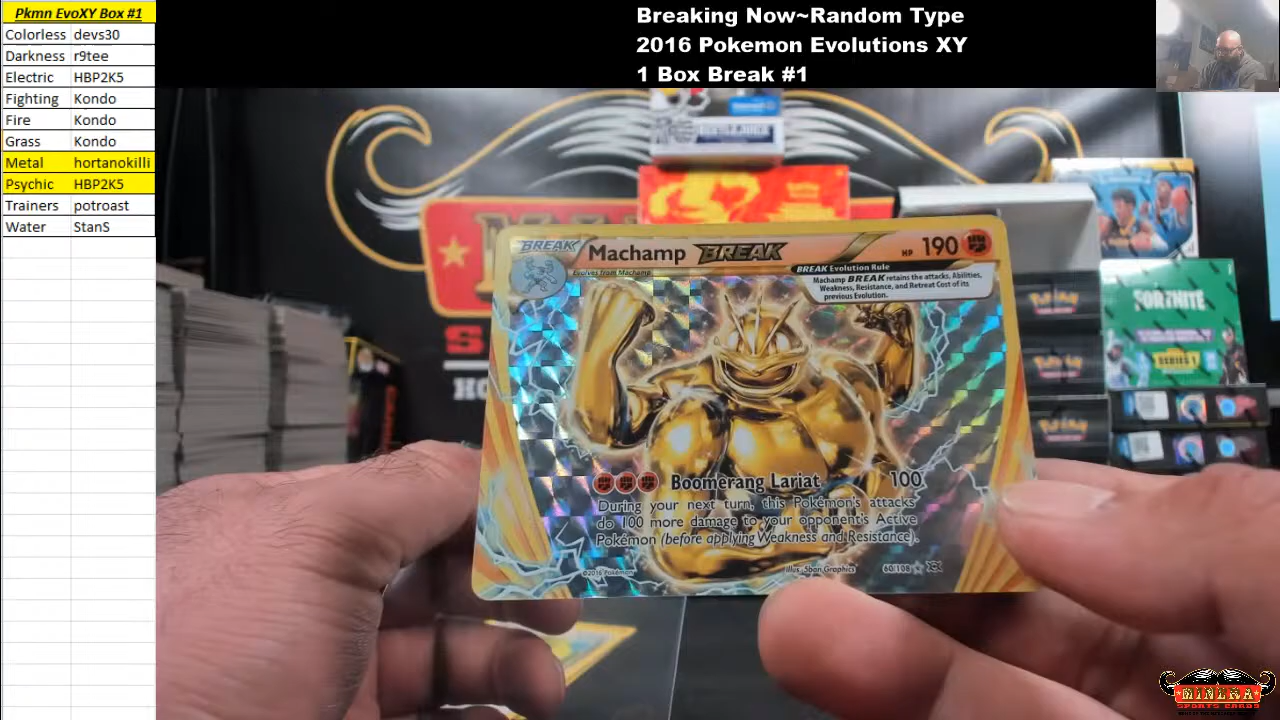 Pkmn EvoXY Box #1
Colorless devs30
Darkness r9tee
Electric HBP2K5
Fighting Kondo
Fire Kondo
Grass Kondo
Metal hortanokilli
Psychic HBP2K5
Trainers potroast
Water StanS
Breaking Now~Random Type
2016 Pokemon Evolutions XY
1 Box Break #1
BREAK
Machamp BREAK
HP 190
Evolves from Machamp
BREAK Evolution Rule
Machamp BREAK retains the attacks, Abilities,
Weakness, Resistance, and Retreat Cost of its
previous Evolution.
Boomerang Lariat 100
During your next turn, this Pokémon's attacks
do 100 more damage to your opponent's Active
Pokémon (before applying Weakness and Resistance).
©2016 Pokémon
Illus. 5ban Graphics
60/108
FORTNITE
SERIES 1
MINTRA
SPORTS CARDS